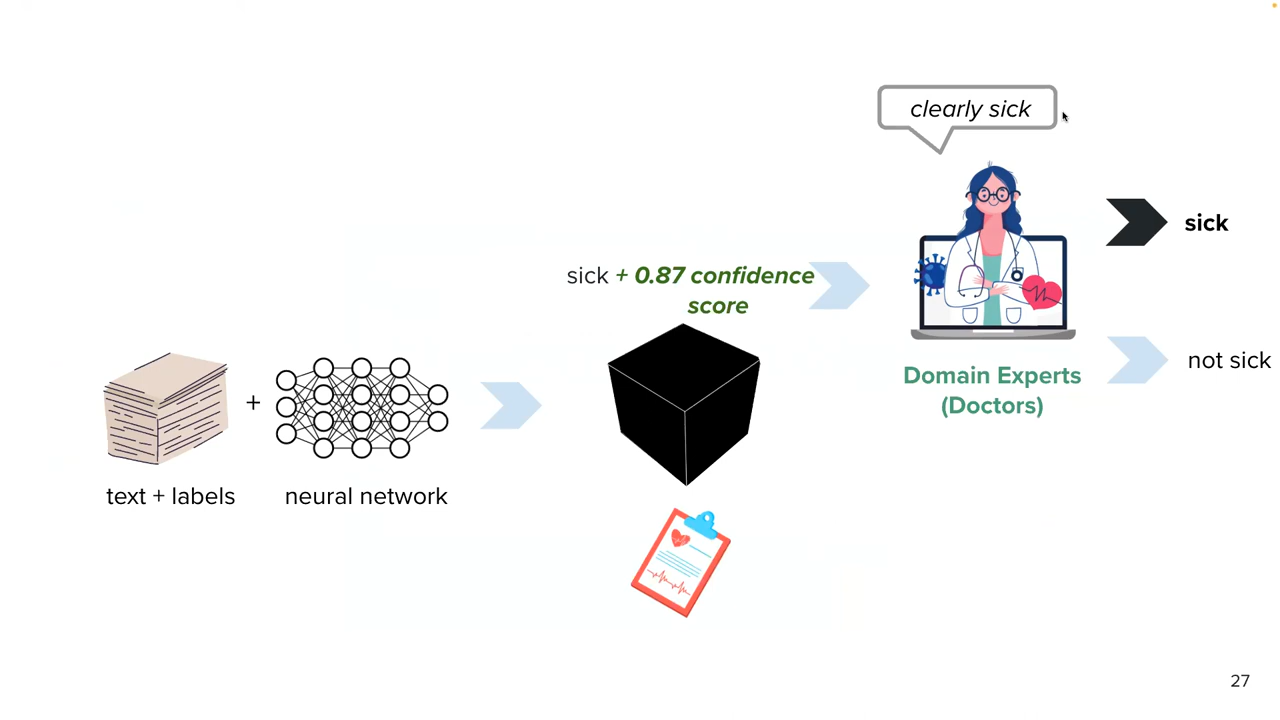 clearly sick
sick
sick + 0.87 confidence
score
not sick
Domain Experts
(Doctors)
+
text + labels
neural network
27